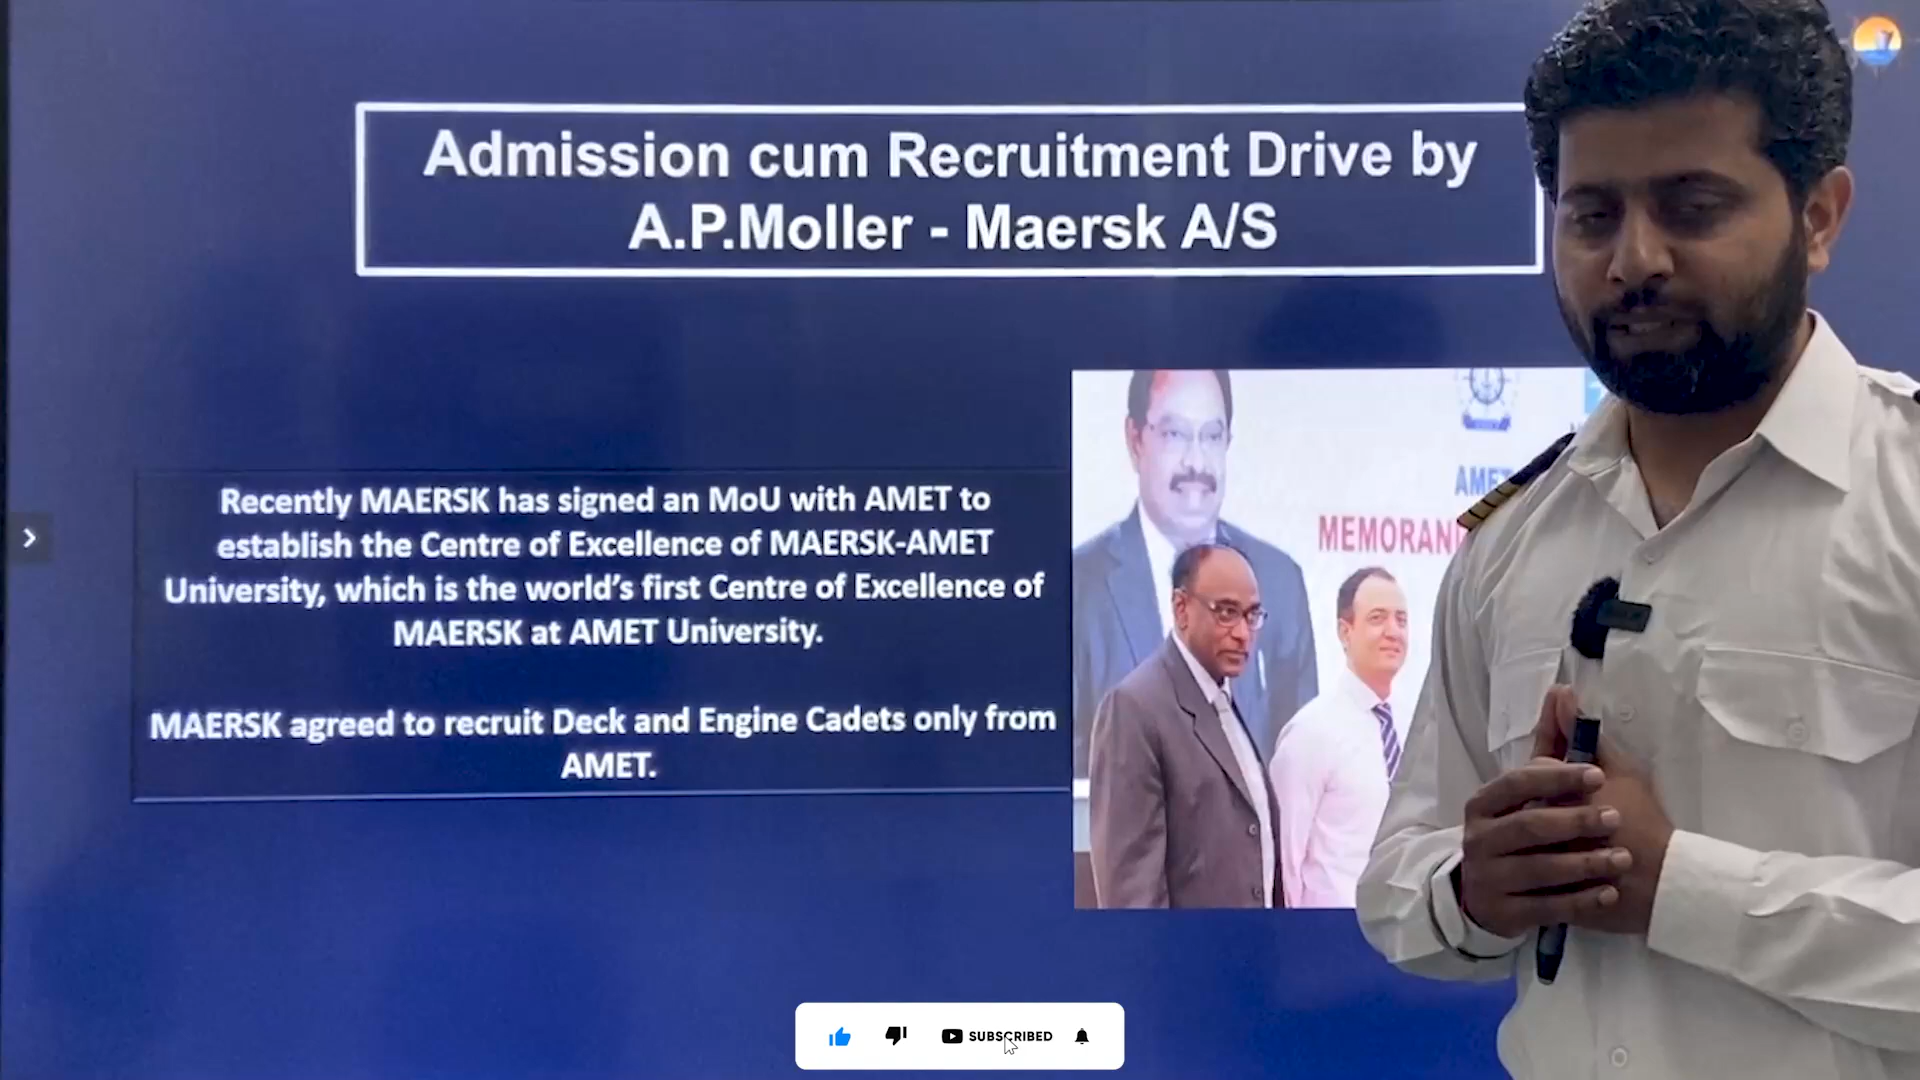 Admission cum Recruitment Drive by
A.P.Moller - Maersk A/S
Recently MAERSK has signed an MoU with AMET to
establish the Centre of Excellence of MAERSK-AMET
University, which is the world's first Centre of Excellence of
MAERSK at AMET University.
MAERSK agreed to recruit Deck and Engine Cadets only from
AMET.
AMET
SUBSCRIBED